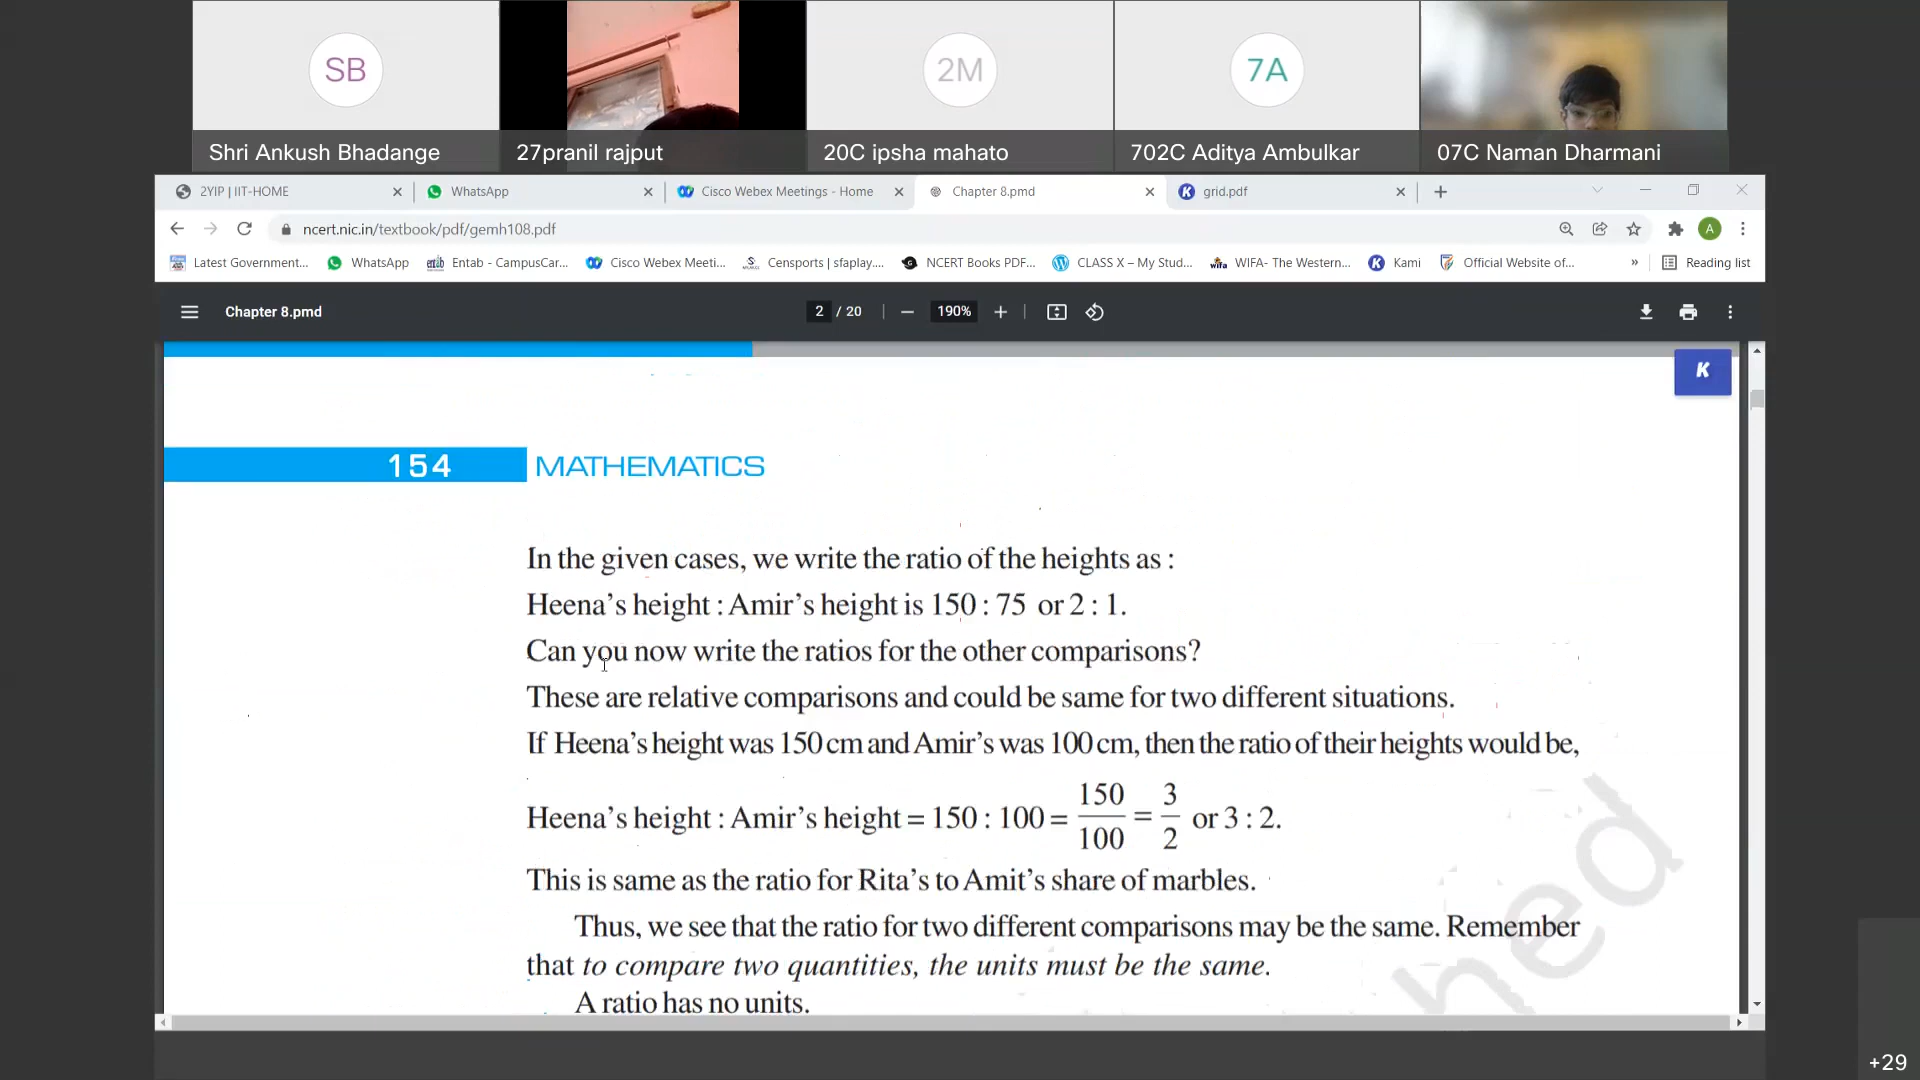 SB
2M
7A
Shri Ankush Bhadange
27pranil rajput
20C ipsha mahato
702C Aditya Ambulkar
07C Naman Dharmani
2YIP | IIT-HOME
WhatsApp
Cisco Webex Meetings - Home
Chapter 8.pmd
K grid.pdf
ncert.nic.in/textbook/pdf/gemh108.pdf
A
Latest Government...
WhatsApp
Entab - CampusCar...
Cisco Webex Meeti...
Censports | sfaplay....
NCERT Books PDF...
CLASS X – My Stud...
WIFA- The Western...
K Kami
Official Website of...
»
Reading list
Chapter 8.pmd
2 / 20
190%
K
154 MATHEMATICS
In the given cases, we write the ratio of the heights as :
Heena’s height : Amir’s height is 150 : 75 or 2 : 1.
Can you now write the ratios for the other comparisons?
These are relative comparisons and could be same for two different situations.
If Heena’s height was 150 cm and Amir’s was 100 cm, then the ratio of their heights would be,
Heena’s height : Amir’s height = 150 : 100 = 150/100 = 3/2 or 3 : 2.
This is same as the ratio for Rita’s to Amit’s share of marbles.
Thus, we see that the ratio for two different comparisons may be the same. Remember
that to compare two quantities, the units must be the same.
A ratio has no units.
hed
+29